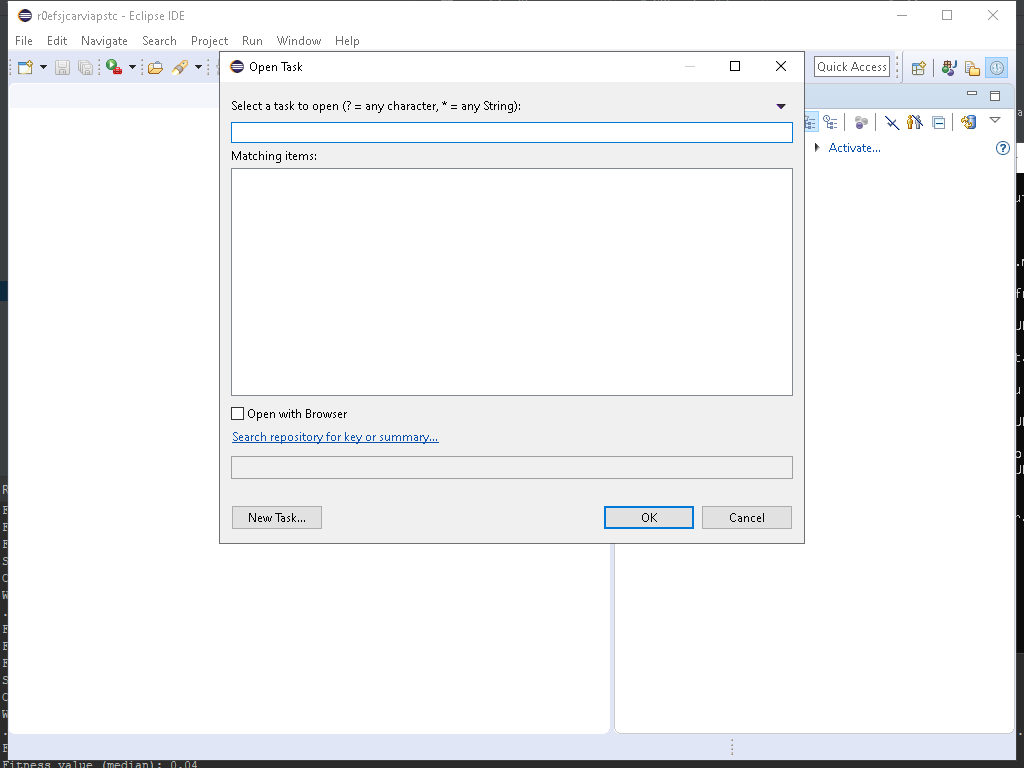 r0efsjcarviapstc - Eclipse IDE
File Edit Navigate Search Project Run Window Help
Open Task
Quick Access
Select a task to open (? = any character, * = any String):
Matching items:
Activate...
Open with Browser
Search repository for key or summary...
New Task...
OK
Cancel
Fitness value (median): 0.04